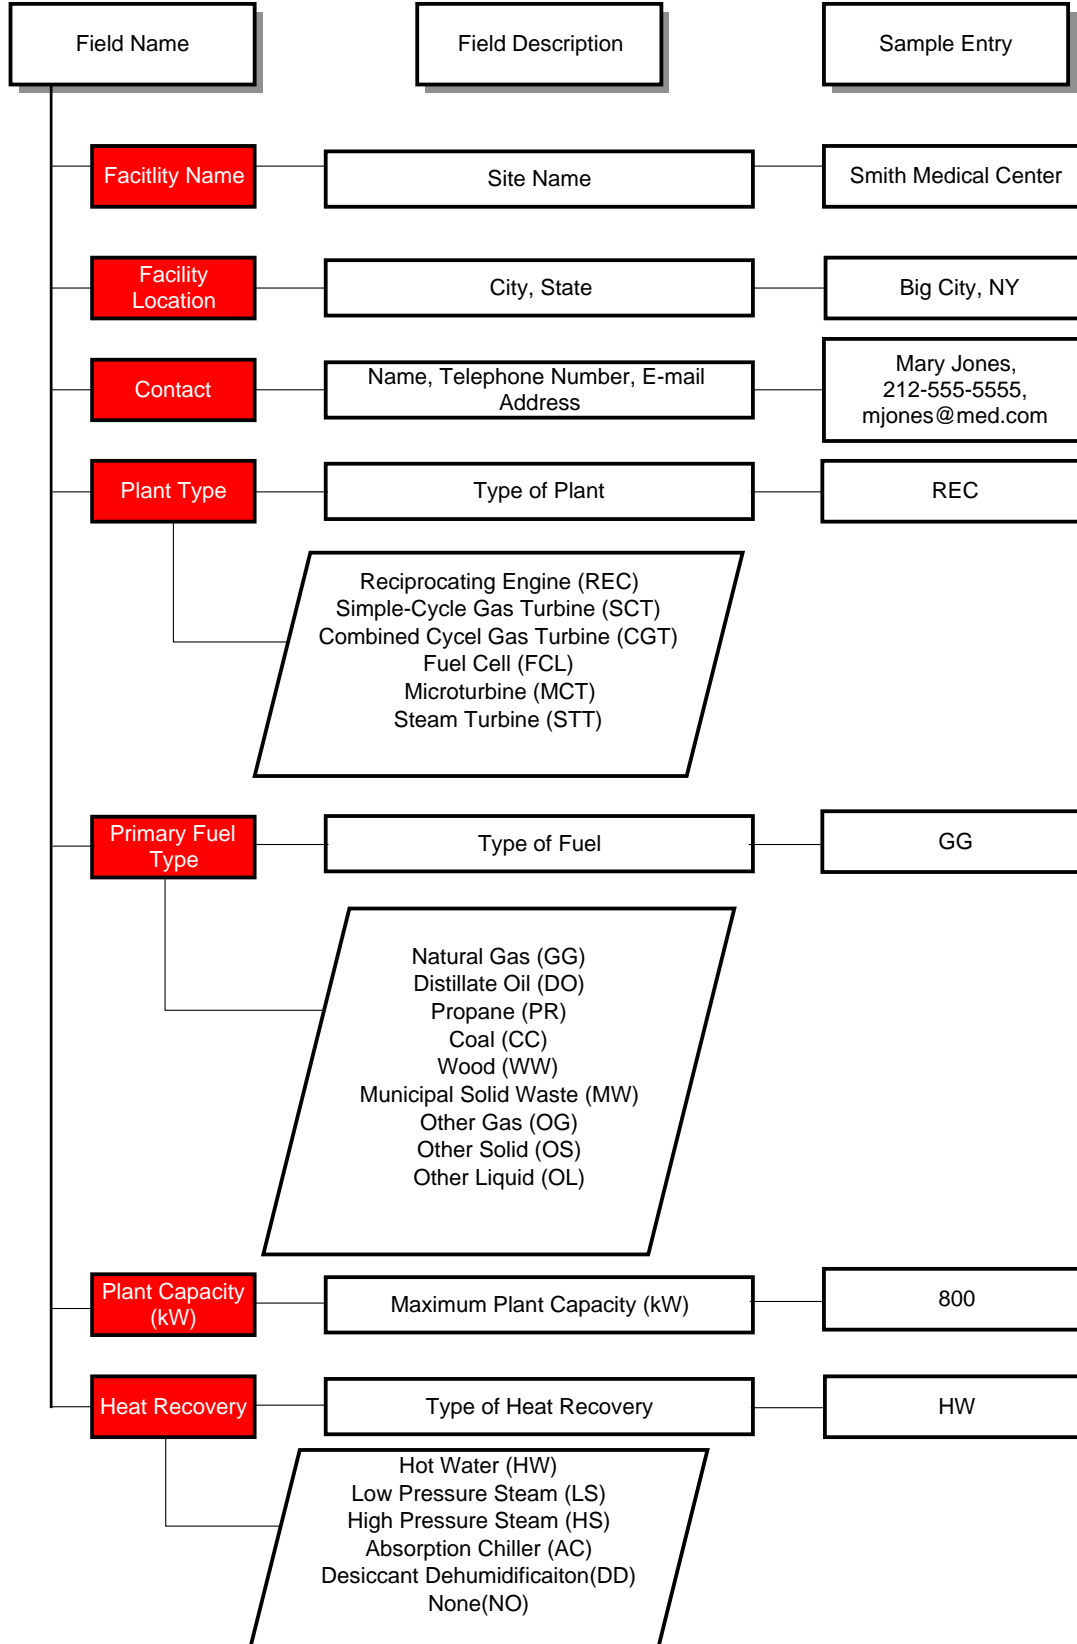 Field Name
Field Description
Sample Entry
Facitlity Name
Site Name
Smith Medical Center
Facility
Location
City, State
Big City, NY
Contact
Name, Telephone Number, E-mail
Address
Mary Jones,
212-555-5555,
mjones@med.com
Plant Type
Type of Plant
REC
Reciprocating Engine (REC)
Simple-Cycle Gas Turbine (SCT)
Combined Cycel Gas Turbine (CGT)
Fuel Cell (FCL)
Microturbine (MCT)
Steam Turbine (STT)
Primary Fuel
Type
Type of Fuel
GG
Natural Gas (GG)
Distillate Oil (DO)
Propane (PR)
Coal (CC)
Wood (WW)
Municipal Solid Waste (MW)
Other Gas (OG)
Other Solid (OS)
Other Liquid (OL)
Plant Capacity
(kW)
Maximum Plant Capacity (kW)
800
Heat Recovery
Type of Heat Recovery
HW
Hot Water (HW)
Low Pressure Steam (LS)
High Pressure Steam (HS)
Absorption Chiller (AC)
Desiccant Dehumidificaiton(DD)
None(NO)